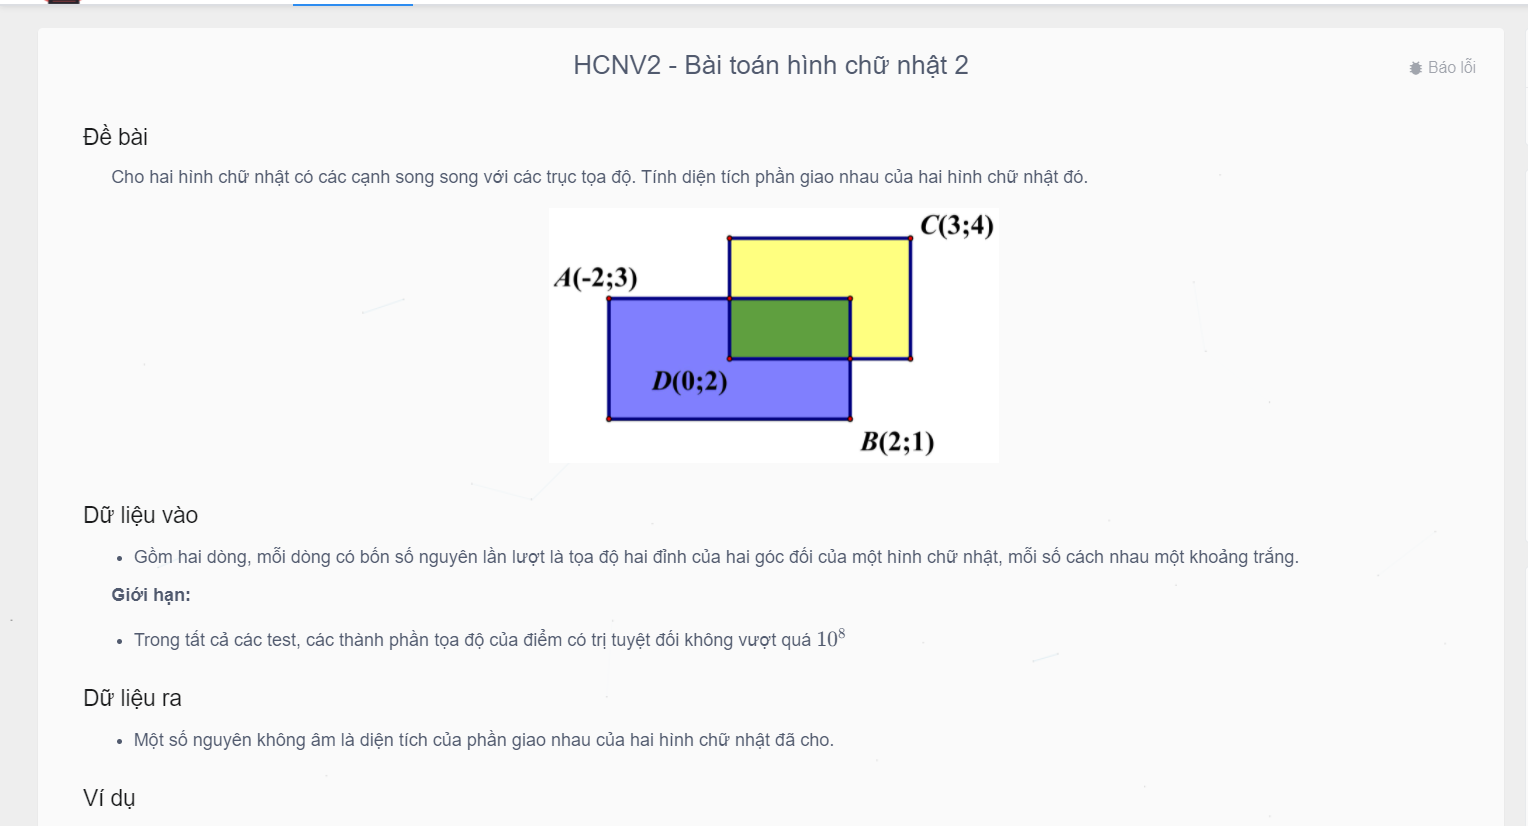 HCNV2 - Bài toán hình chữ nhật 2
Báo lỗi
Đề bài
Cho hai hình chữ nhật có các cạnh song song với các trục tọa độ. Tính diện tích phần giao nhau của hai hình chữ nhật đó.
C(3;4)
A(-2;3)
D(0;2)
B(2;1)
Dữ liệu vào
• Gồm hai dòng, mỗi dòng có bốn số nguyên lần lượt là tọa độ hai đỉnh của hai góc đối của một hình chữ nhật, mỗi số cách nhau một khoảng trắng.
Giới hạn:
• Trong tất cả các test, các thành phần tọa độ của điểm có trị tuyệt đối không vượt quá 10⁸
Dữ liệu ra
• Một số nguyên không âm là diện tích của phần giao nhau của hai hình chữ nhật đã cho.
Ví dụ